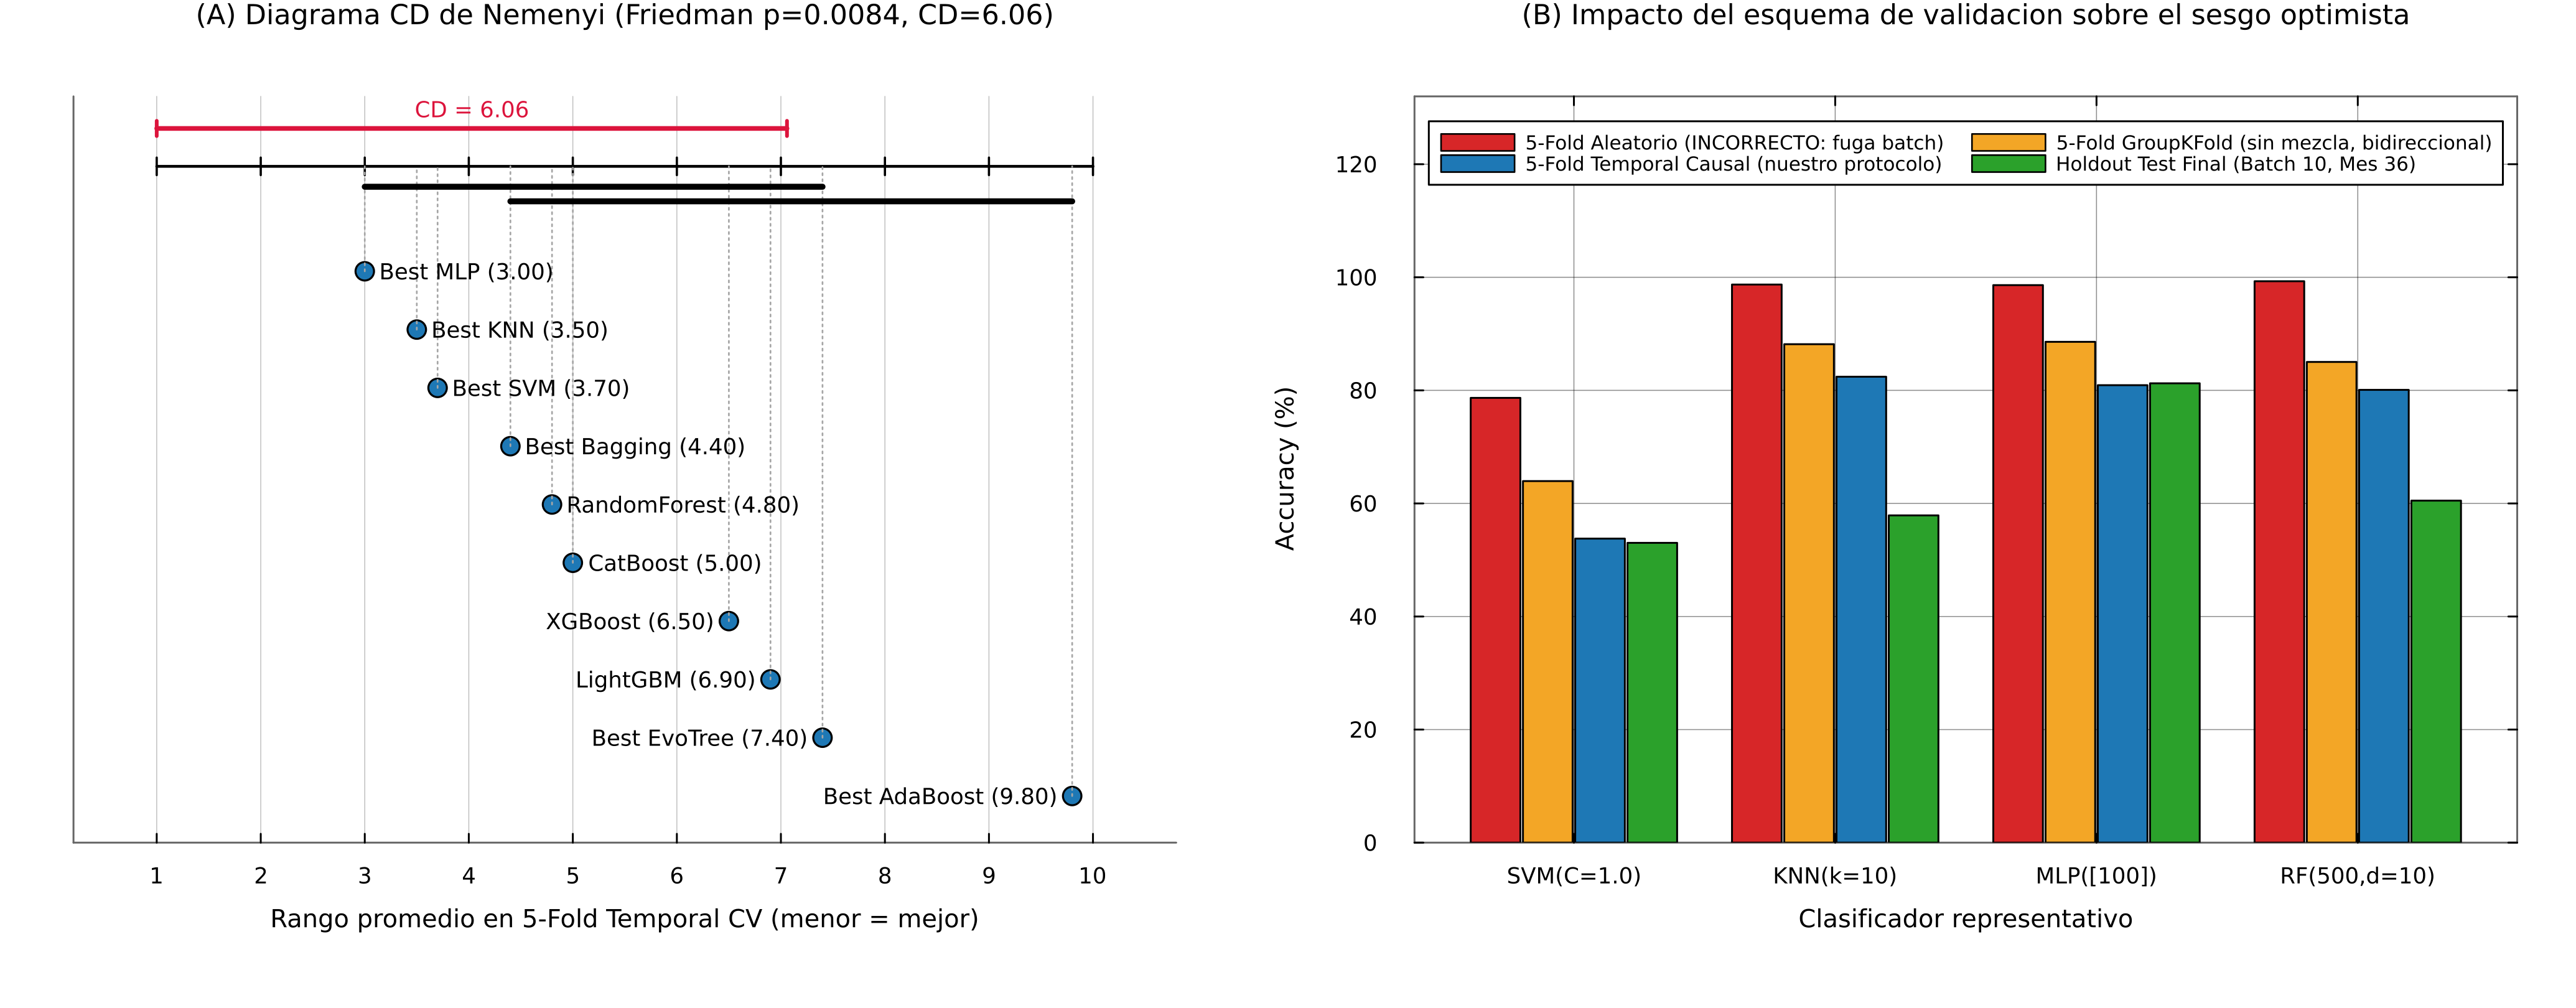 (A) Diagrama CD de Nemenyi (Friedman p=0.0084, CD=6.06)
CD = 6.06
Best MLP (3.00)
Best KNN (3.50)
Best SVM (3.70)
Best Bagging (4.40)
RandomForest (4.80)
CatBoost (5.00)
XGBoost (6.50)
LightGBM (6.90)
Best EvoTree (7.40)
Best AdaBoost (9.80)
1 2 3 4 5 6 7 8 9 10
Rango promedio en 5-Fold Temporal CV (menor = mejor)
(B) Impacto del esquema de validacion sobre el sesgo optimista
5-Fold Aleatorio (INCORRECTO: fuga batch)
5-Fold GroupKFold (sin mezcla, bidireccional)
5-Fold Temporal Causal (nuestro protocolo)
Holdout Test Final (Batch 10, Mes 36)
120
100
80
60
40
20
0
Accuracy (%)
SVM(C=1.0)
KNN(k=10)
MLP([100])
RF(500,d=10)
Clasificador representativo